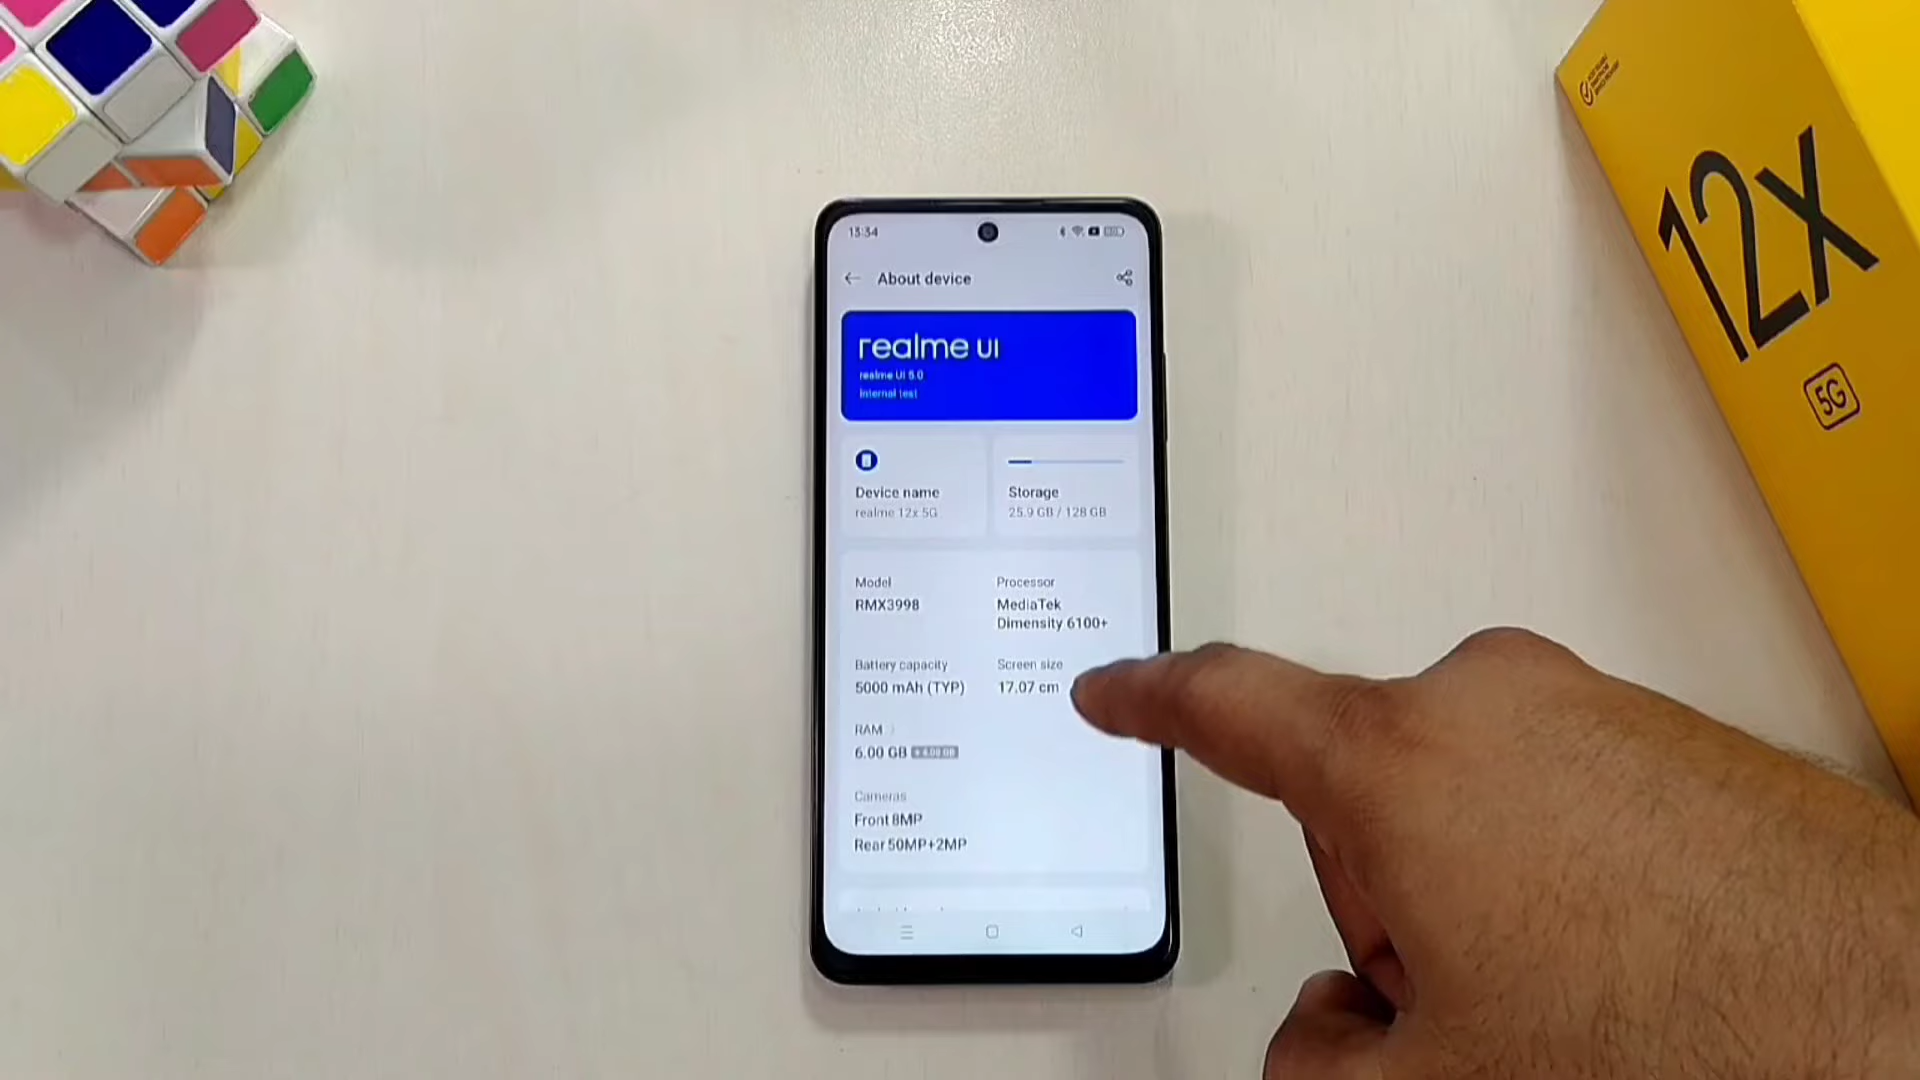 13:34
About device
realme UI
realme UI 5.0
Internal test
Device name
realme 12x 5G
Storage
25.9 GB / 128 GB
Model
RMX3998
Processor
MediaTek
Dimensity 6100+
Battery capacity
5000 mAh (TYP)
Screen size
17.07 cm
RAM
6.00 GB
Cameras
Front 8MP
Rear 50MP+2MP
12x
5G